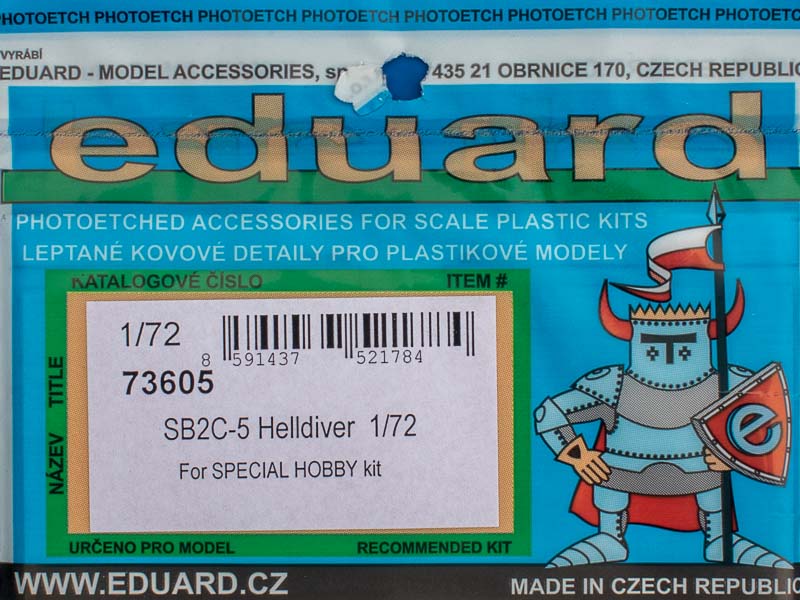 PHOTOETCH PHOTOETCH PHOTOETCH PHOTOETCH PHOTOETCH PHOTOETCH PHOTOETCH PHOTOETCH
VYRÁBÍ
EDUARD - MODEL ACCESSORIES, 435 21 OBRNICE 170, CZECH REPUBLIC
eduard
PHOTOETCHED ACCESSORIES FOR SCALE PLASTIC KITS
LEPTANÉ KOVOVÉ DETAILY PRO PLASTIKOVÉ MODELY
KATALOGOVÉ ČÍSLO ITEM #
1/72
8 591437 521784
73605
NÁZEV TITLE
SB2C-5 Helldiver 1/72
For SPECIAL HOBBY kit
e
URČENO PRO MODEL RECOMMENDED KIT
WWW.EDUARD.CZ MADE IN CZECH REPUBLIC